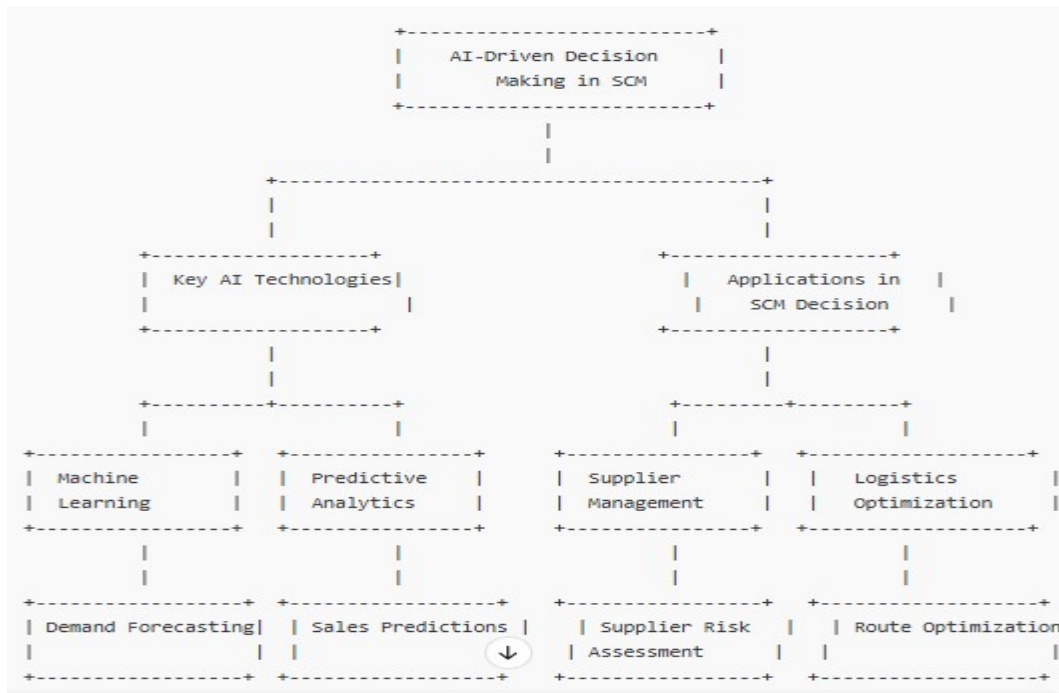 AI-Driven Decision
Making in SCM
Key AI Technologies
Applications in
SCM Decision
Machine
Learning
Predictive
Analytics
Supplier
Management
Logistics
Optimization
Demand Forecasting
Sales Predictions
Supplier Risk
Assessment
Route Optimization